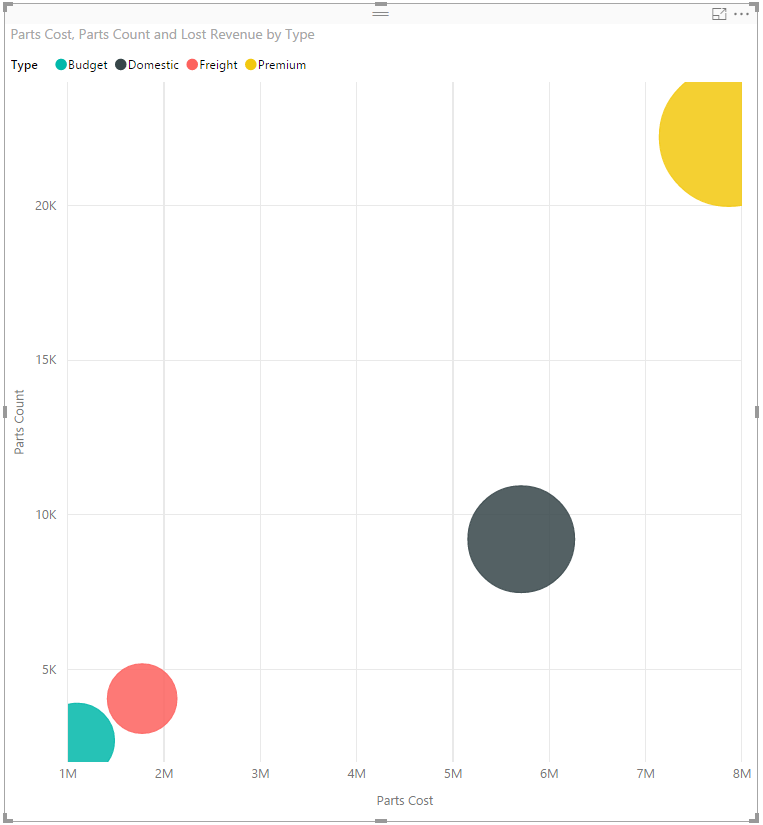 Parts Cost, Parts Count and Lost Revenue by Type
Type Budget Domestic Freight Premium
20K
15K
10K
5K
Parts Count
1M 2M 3M 4M 5M 6M 7M 8M
Parts Cost